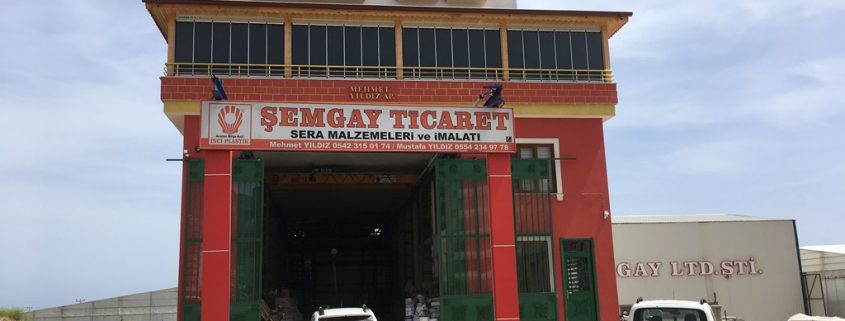 MEHMET
YILDIZ AP.
ŞEMGAY TİCARET
SERA MALZEMELERİ ve İMALATI
Mehmet YILDIZ 0542 315 01 74 / Mustafa YILDIZ 0554 234 97 78
İŞÇİ PLASTİK
GAY LTD. ŞTİ.